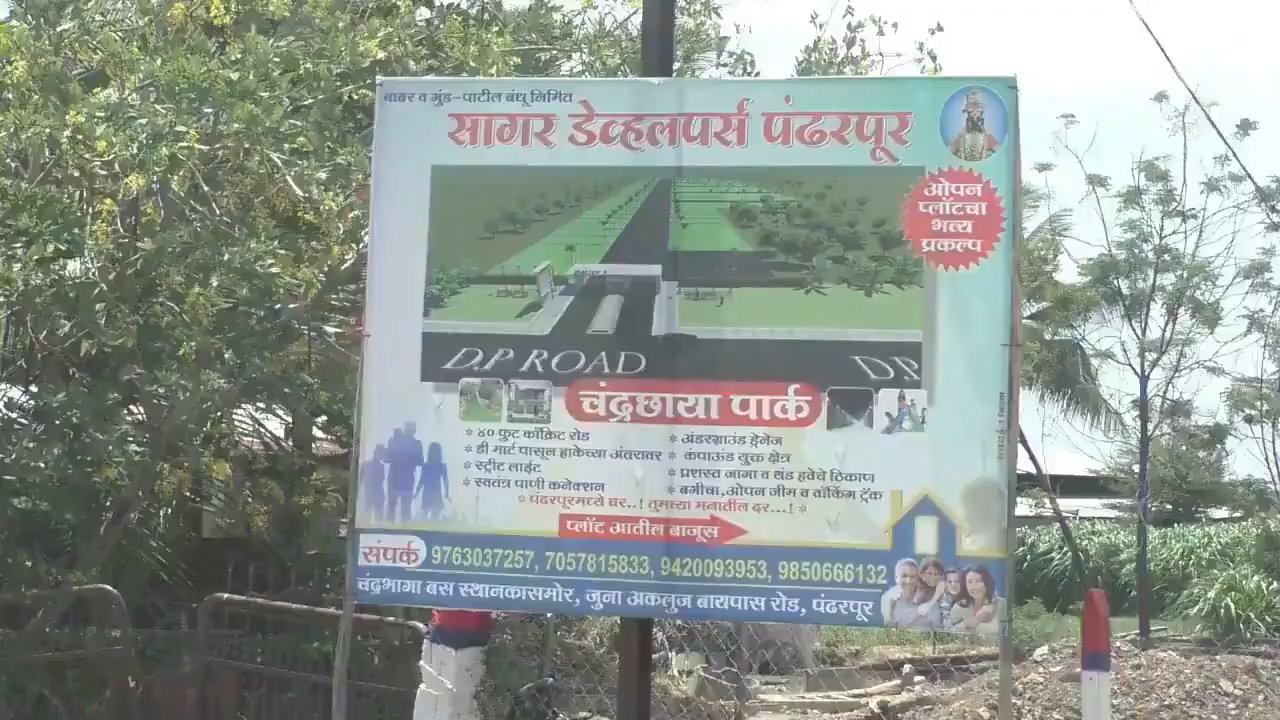 बाबर व मुंड-पाटील बंधू निर्मित
सागर डेव्हलपर्स पंढरपूर
ओपन
प्लॉटचा
भव्य
प्रकल्प
D.P ROAD
DP
चंद्रछाया पार्क
* ४० फुट काँक्रिट रोड
* डी मार्ट पासून हाकेच्या अंतरावर
* स्ट्रीट लाईट
* स्वतंत्र पाणी कनेक्शन
* अंडरग्राउंड ड्रेनेज
* कंपाऊंड युक्त क्षेत्र
* प्रशस्त जागा व थंड हवेचे ठिकाण
* बगीचा,ओपन जीम व वॉकिंग ट्रॅक
* पंढरपूरमध्ये घर..! तुमच्या मनातील दर...! *
प्लॉट आतील बाजूस
संपर्क 9763037257, 7057815833, 9420093953, 9850666132
चंद्रभागा बस स्थानकासमोर, जुना अकलुज बायपास रोड, पंढरपूर